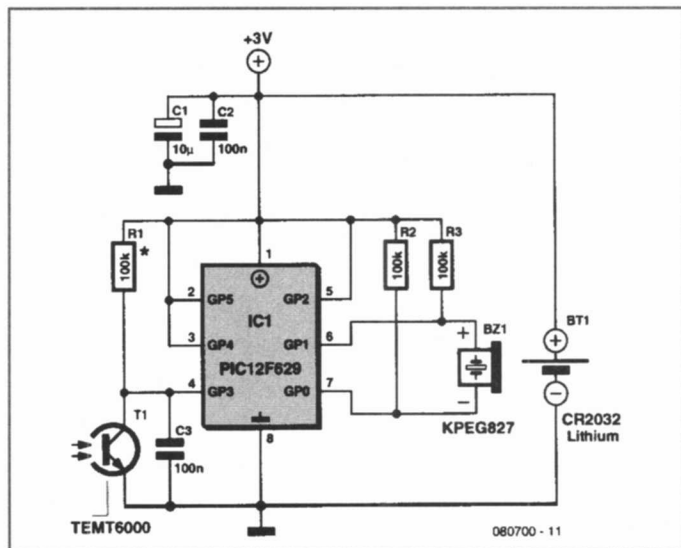 +3V
C1
C2
10µ
100n
R1
*
100k
R2
100k
R3
100k
1
2
GP5
GP2
5
IC1
3
GP4
GP1
6
PIC12F629
4
GP3
GP0
7
8
BZ1
+
−
KPEG827
BT1
CR2032
Lithium
T1
C3
100n
TEMT6000
080700 - 11